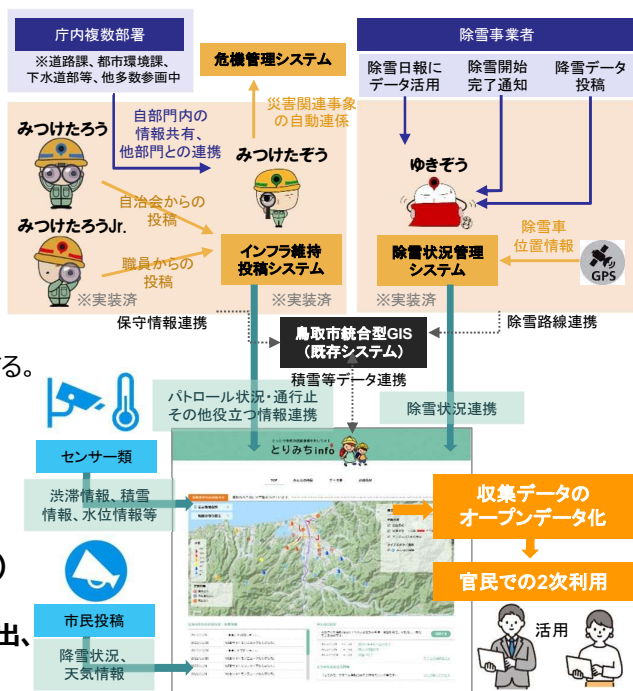 庁内複数部署
※道路課、都市環境課、
下水道部等、他多数参画中
危機管理システム
除雪事業者
除雪日報に
データ活用
除雪開始
完了通知
降雪データ
投稿
災害関連事象
の自動連係
自部門内の
情報共有、
他部門との連携
みつけたろう
みつけたぞう
ゆきぞう
自治会からの
投稿
みつけたろうJr.
職員からの
投稿
インフラ維持
投稿システム
除雪状況管理
システム
除雪車
位置情報
GPS
※実装済
※実装済
※実装済
保守情報連携
鳥取市統合型GIS
(既存システム)
除雪路線連携
積雪等データ連携
る。
パトロール状況・通行止
その他役立つ情報連携
除雪状況連携
センサー類
渋滞情報、積雪
情報、水位情報等
とりみちinfo
TOP
収集データの
オープンデータ化
官民での2次利用
)
市民投稿
出、
降雪状況、
天気情報
活用